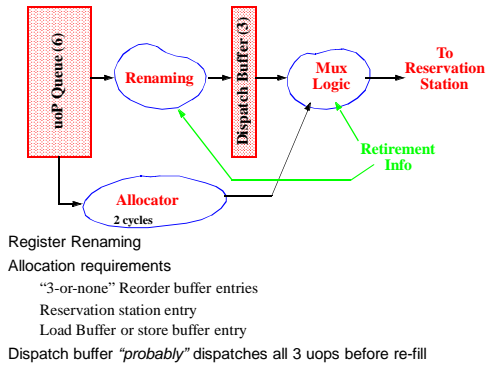 uoP Queue (6)
Renaming
Dispatch Buffer (3)
Mux
Logic
To
Reservation
Station
Retirement
Info
Allocator
2 cycles
Register Renaming
Allocation requirements
“3-or-none” Reorder buffer entries
Reservation station entry
Load Buffer or store buffer entry
Dispatch buffer “probably” dispatches all 3 uops before re-fill